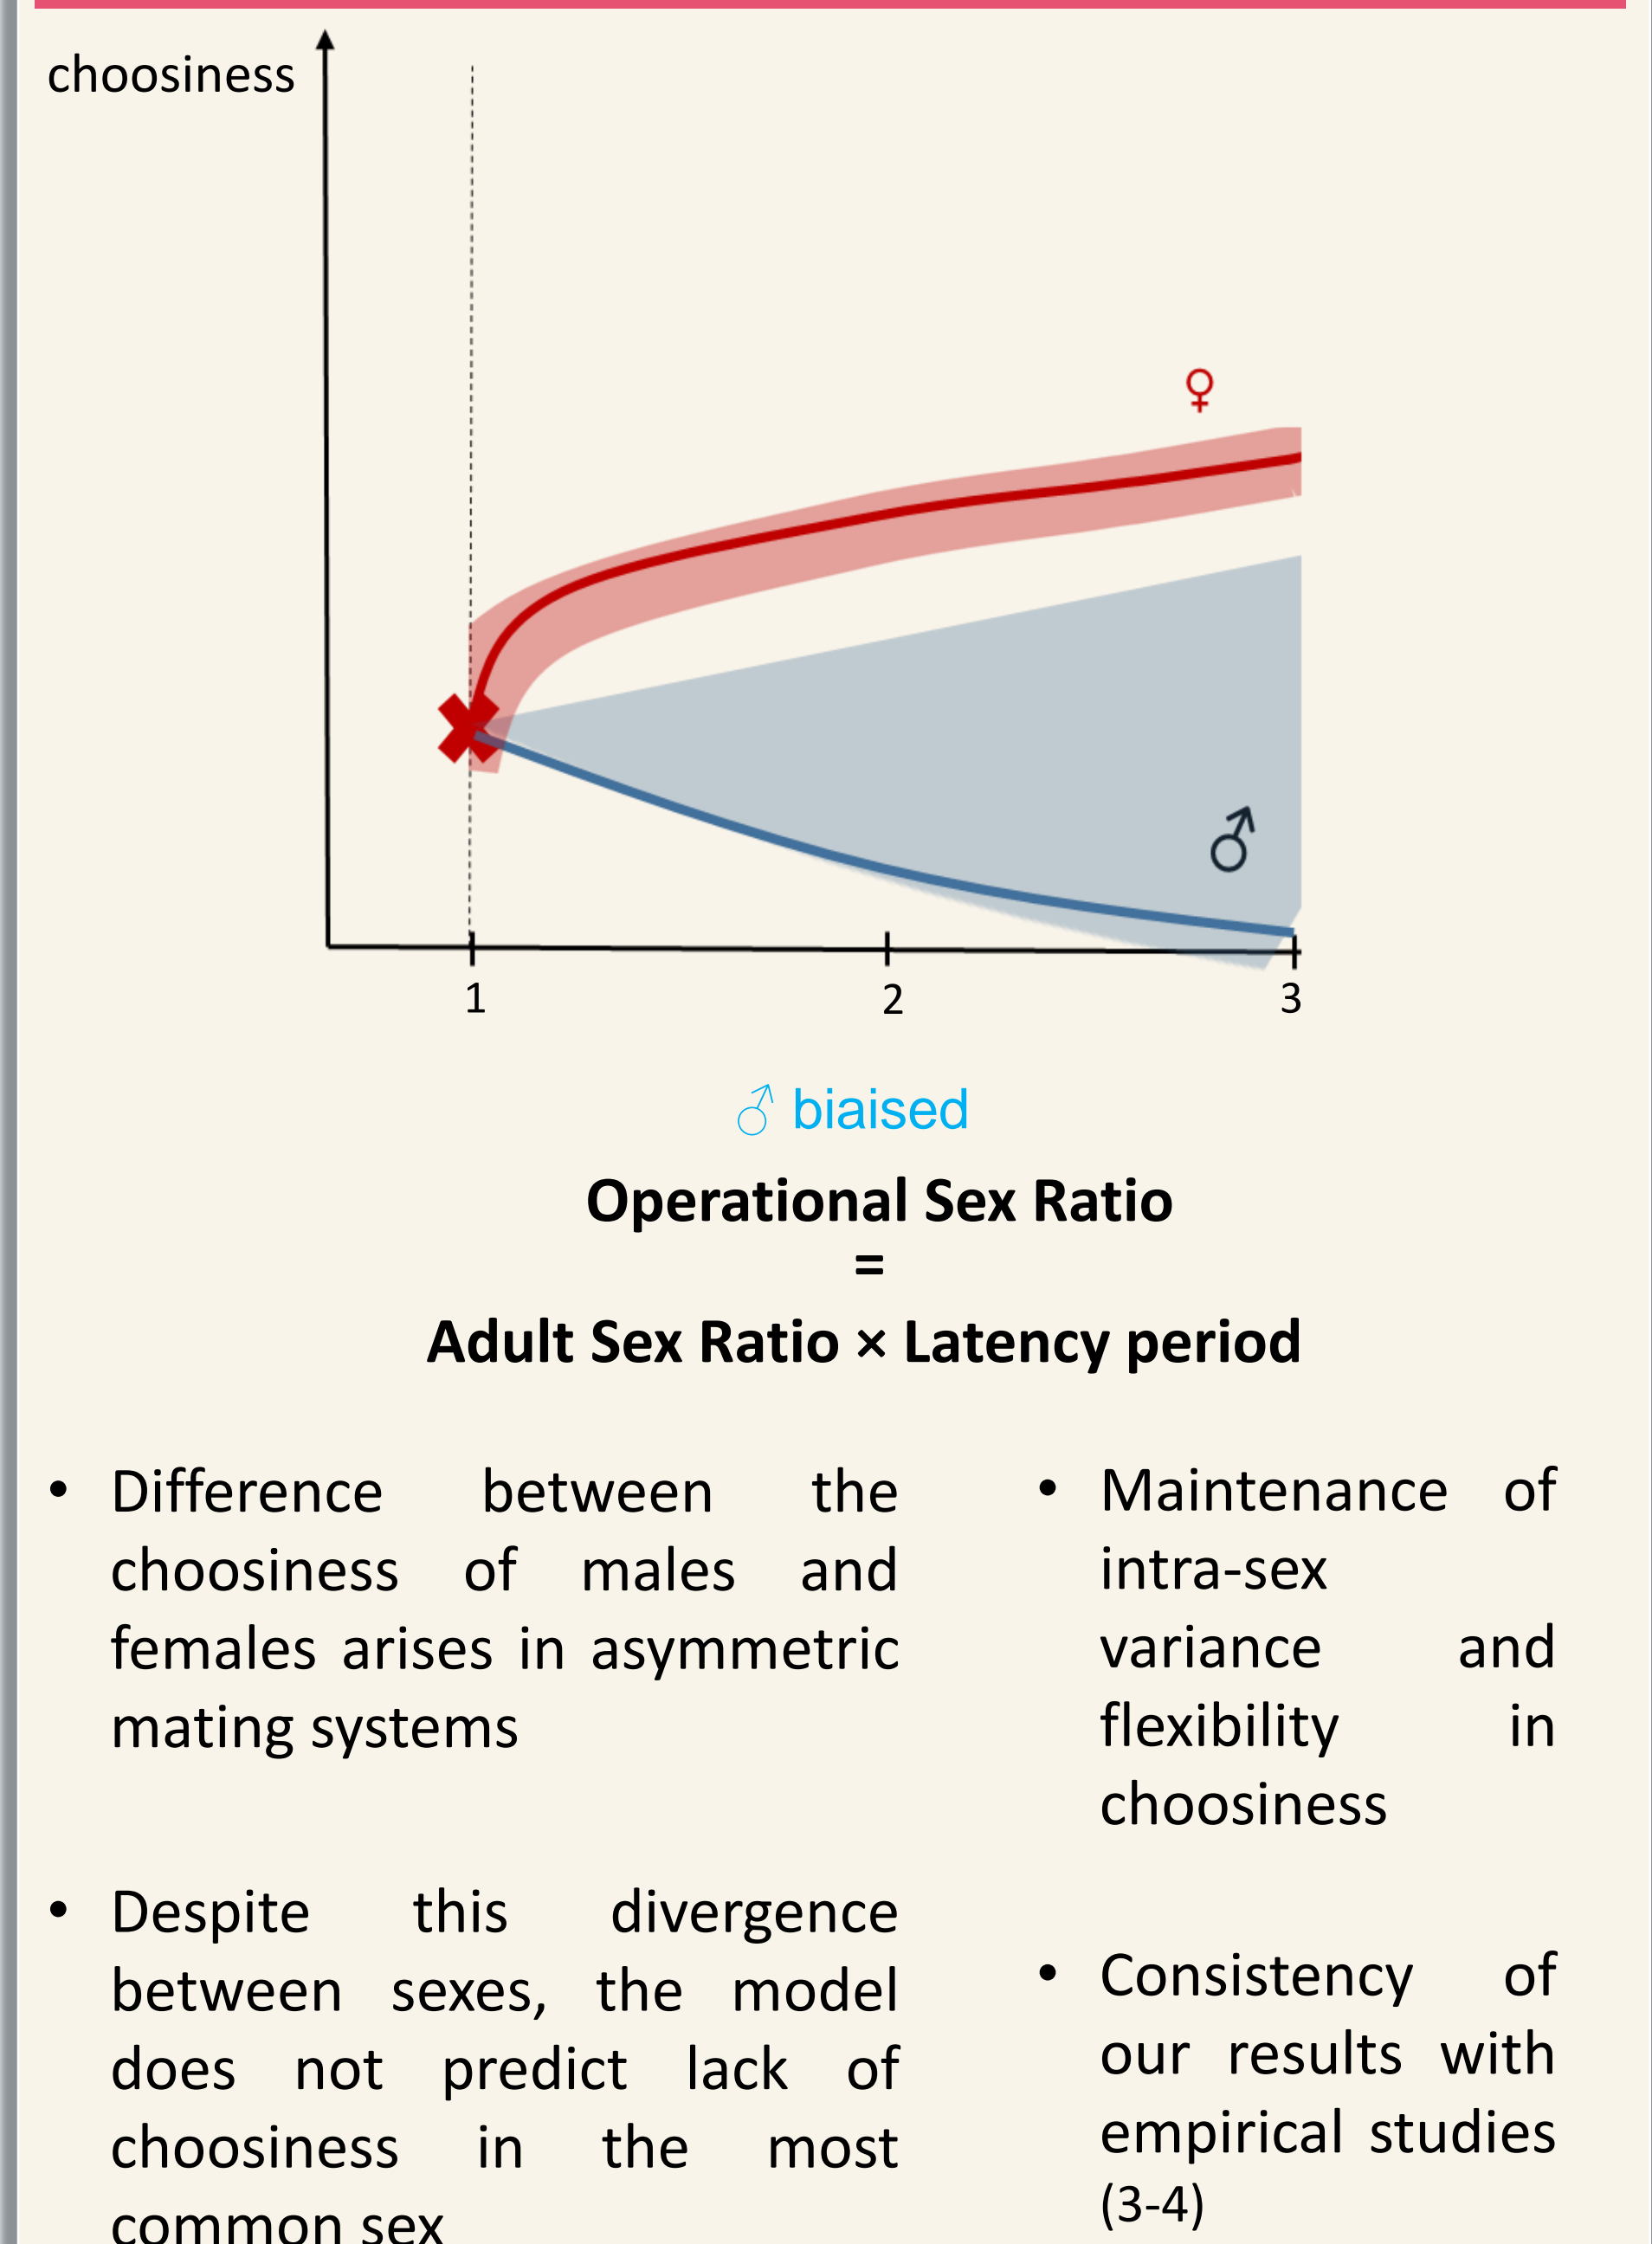 choosiness
♀
♂
1
2
3
♂ biaised
Operational Sex Ratio
=
Adult Sex Ratio × Latency period
• Difference between the
choosiness of males and
females arises in asymmetric
mating systems
• Despite this divergence
between sexes, the model
does not predict lack of
choosiness in the most
common sex
• Maintenance of
intra-sex
variance and
flexibility in
choosiness
• Consistency of
our results with
empirical studies
(3-4)